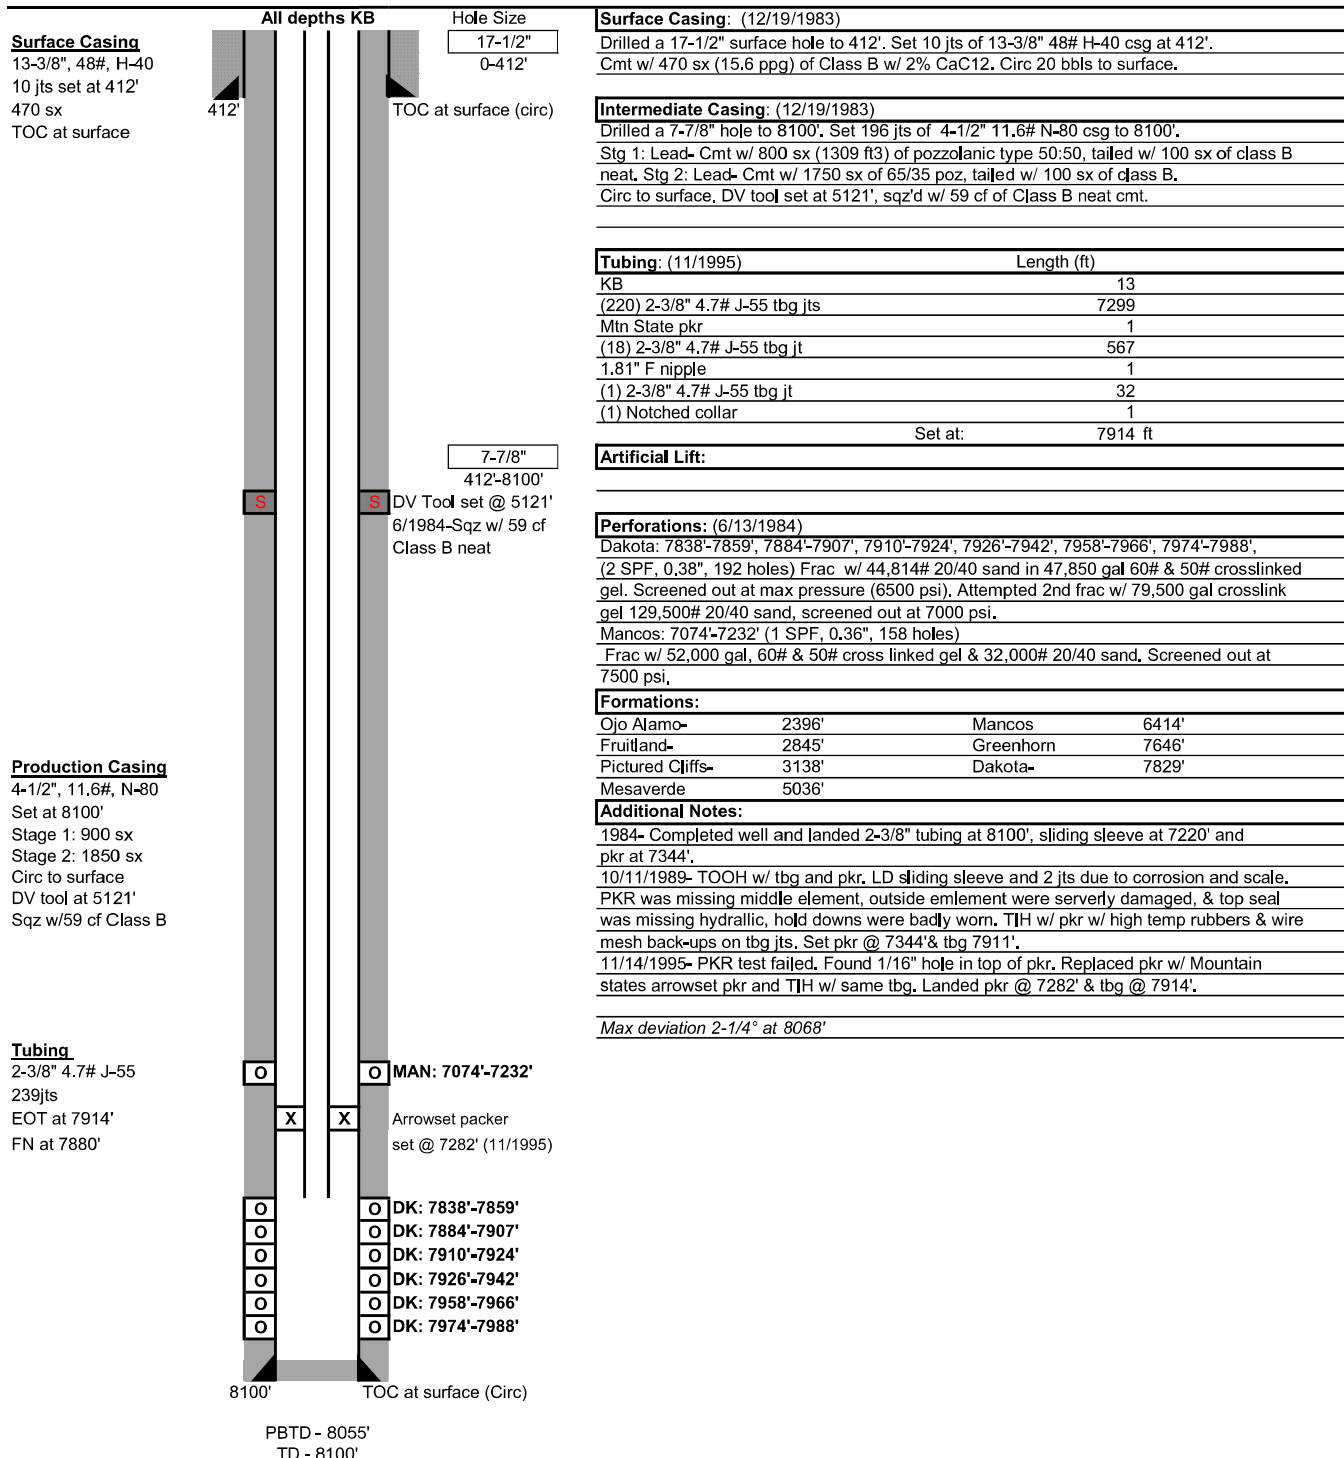 All depths KB
Surface Casing
13-3/8", 48#, H-40
10 jts set at 412'
470 sx
TOC at surface
412'
Hole Size
17-1/2"
0-412'
TOC at surface (circ)
7-7/8"
412'-8100'
S
S
DV Tool set @ 5121'
6/1984-Sqz w/ 59 cf
Class B neat
Production Casing
4-1/2", 11.6#, N-80
Set at 8100'
Stage 1: 900 sx
Stage 2: 1850 sx
Circ to surface
DV tool at 5121'
Sqz w/59 cf Class B
Tubing
2-3/8" 4.7# J-55
239jts
EOT at 7914'
FN at 7880'
O
O
MAN: 7074'-7232'
X
X
Arrowset packer
set @ 7282' (11/1995)
O
O
DK: 7838'-7859'
O
O
DK: 7884'-7907'
O
O
DK: 7910'-7924'
O
O
DK: 7926'-7942'
O
O
DK: 7958'-7966'
O
O
DK: 7974'-7988'
8100'
TOC at surface (Circ)
PBTD - 8055'
TD - 8100'
Surface Casing: (12/19/1983)
Drilled a 17-1/2" surface hole to 412'. Set 10 jts of 13-3/8" 48# H-40 csg at 412'.
Cmt w/ 470 sx (15.6 ppg) of Class B w/ 2% CaC12. Circ 20 bbls to surface.
Intermediate Casing: (12/19/1983)
Drilled a 7-7/8" hole to 8100'. Set 196 jts of 4-1/2" 11.6# N-80 csg to 8100'.
Stg 1: Lead- Cmt w/ 800 sx (1309 ft3) of pozzolanic type 50:50, tailed w/ 100 sx of class B
neat. Stg 2: Lead- Cmt w/ 1750 sx of 65/35 poz, tailed w/ 100 sx of class B.
Circ to surface. DV tool set at 5121', sqz'd w/ 59 cf of Class B neat cmt.
Tubing: (11/1995) Length (ft)
KB 13
(220) 2-3/8" 4.7# J-55 tbg jts 7299
Mtn State pkr 1
(18) 2-3/8" 4.7# J-55 tbg jt 567
1.81" F nipple 1
(1) 2-3/8" 4.7# J-55 tbg jt 32
(1) Notched collar 1
Set at: 7914 ft
Artificial Lift:
Perforations: (6/13/1984)
Dakota: 7838'-7859', 7884'-7907', 7910'-7924', 7926'-7942', 7958'-7966', 7974'-7988',
(2 SPF, 0.38", 192 holes) Frac w/ 44,814# 20/40 sand in 47,850 gal 60# & 50# crosslinked
gel. Screened out at max pressure (6500 psi). Attempted 2nd frac w/ 79,500 gal crosslink
gel 129,500# 20/40 sand, screened out at 7000 psi.
Mancos: 7074'-7232' (1 SPF, 0.36", 158 holes)
Frac w/ 52,000 gal, 60# & 50# cross linked gel & 32,000# 20/40 sand. Screened out at
7500 psi.
Formations:
Ojo Alamo- 2396' Mancos 6414'
Fruitland- 2845' Greenhorn 7646'
Pictured Cliffs- 3138' Dakota- 7829'
Mesaverde 5036'
Additional Notes:
1984- Completed well and landed 2-3/8" tubing at 8100', sliding sleeve at 7220' and
pkr at 7344'.
10/11/1989- TOOH w/ tbg and pkr. LD sliding sleeve and 2 jts due to corrosion and scale.
PKR was missing middle element, outside emlement were serverly damaged, & top seal
was missing hydrallic, hold downs were badly worn. TIH w/ pkr w/ high temp rubbers & wire
mesh back-ups on tbg jts. Set pkr @ 7344'& tbg 7911'.
11/14/1995- PKR test failed. Found 1/16" hole in top of pkr. Replaced pkr w/ Mountain
states arrowset pkr and TIH w/ same tbg. Landed pkr @ 7282' & tbg @ 7914'.
Max deviation 2-1/4° at 8068'